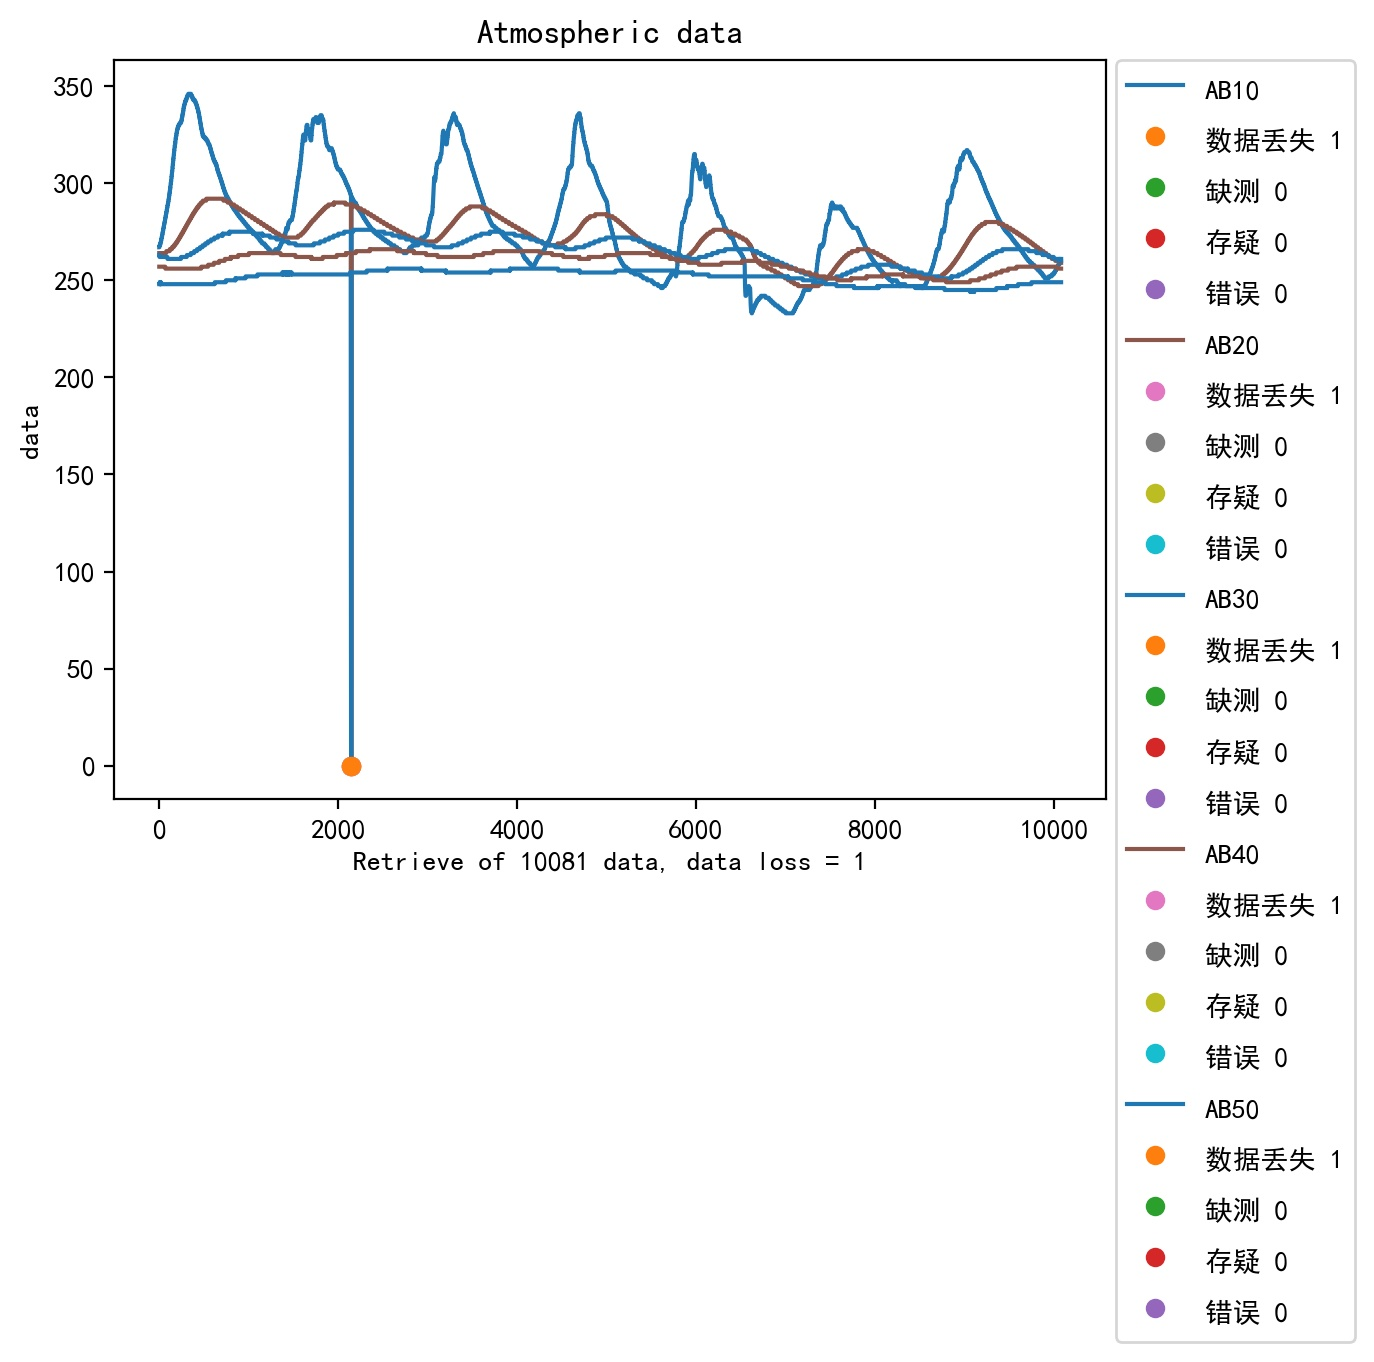 Atmospheric data
350
300
250
200
150
100
50
0
data
0 2000 4000 6000 8000 10000
Retrieve of 10081 data, data loss = 1
AB10
数据丢失 1
缺测 0
存疑 0
错误 0
AB20
数据丢失 1
缺测 0
存疑 0
错误 0
AB30
数据丢失 1
缺测 0
存疑 0
错误 0
AB40
数据丢失 1
缺测 0
存疑 0
错误 0
AB50
数据丢失 1
缺测 0
存疑 0
错误 0